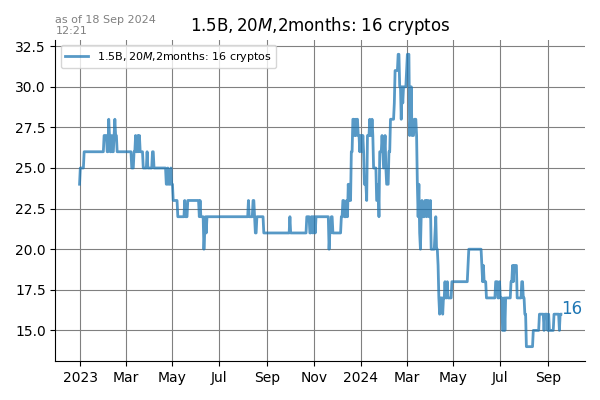 as of 18 Sep 2024
12:21
1.5B, 20M,2months: 16 cryptos
1.5B, 20M,2months: 16 cryptos
32.5
30.0
27.5
25.0
22.5
20.0
17.5
15.0
16
2023 Mar May Jul Sep Nov 2024 Mar May Jul Sep